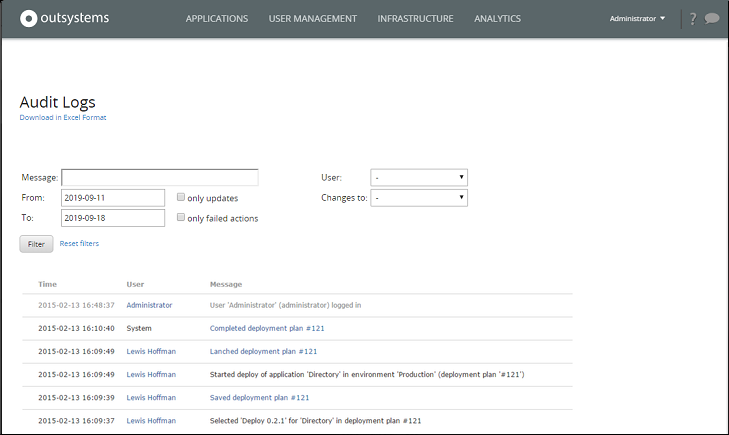 outsystems APPLICATIONS USER MANAGEMENT INFRASTRUCTURE ANALYTICS Administrator ?
Audit Logs
Download in Excel Format
Message: User: -
From: 2019-09-11 only updates Changes to: -
To: 2019-09-18 only failed actions
Filter Reset filters
Time User Message
2015-02-13 16:48:37 Administrator User 'Administrator' (administrator) logged in
2015-02-13 16:10:40 System Completed deployment plan #121
2015-02-13 16:09:49 Lewis Hoffman Lanched deployment plan #121
2015-02-13 16:09:49 Lewis Hoffman Started deploy of application 'Directory' in environment 'Production' (deployment plan '#121')
2015-02-13 16:09:39 Lewis Hoffman Saved deployment plan #121
2015-02-13 16:09:37 Lewis Hoffman Selected 'Deploy 0.2.1' for 'Directory' in deployment plan #121